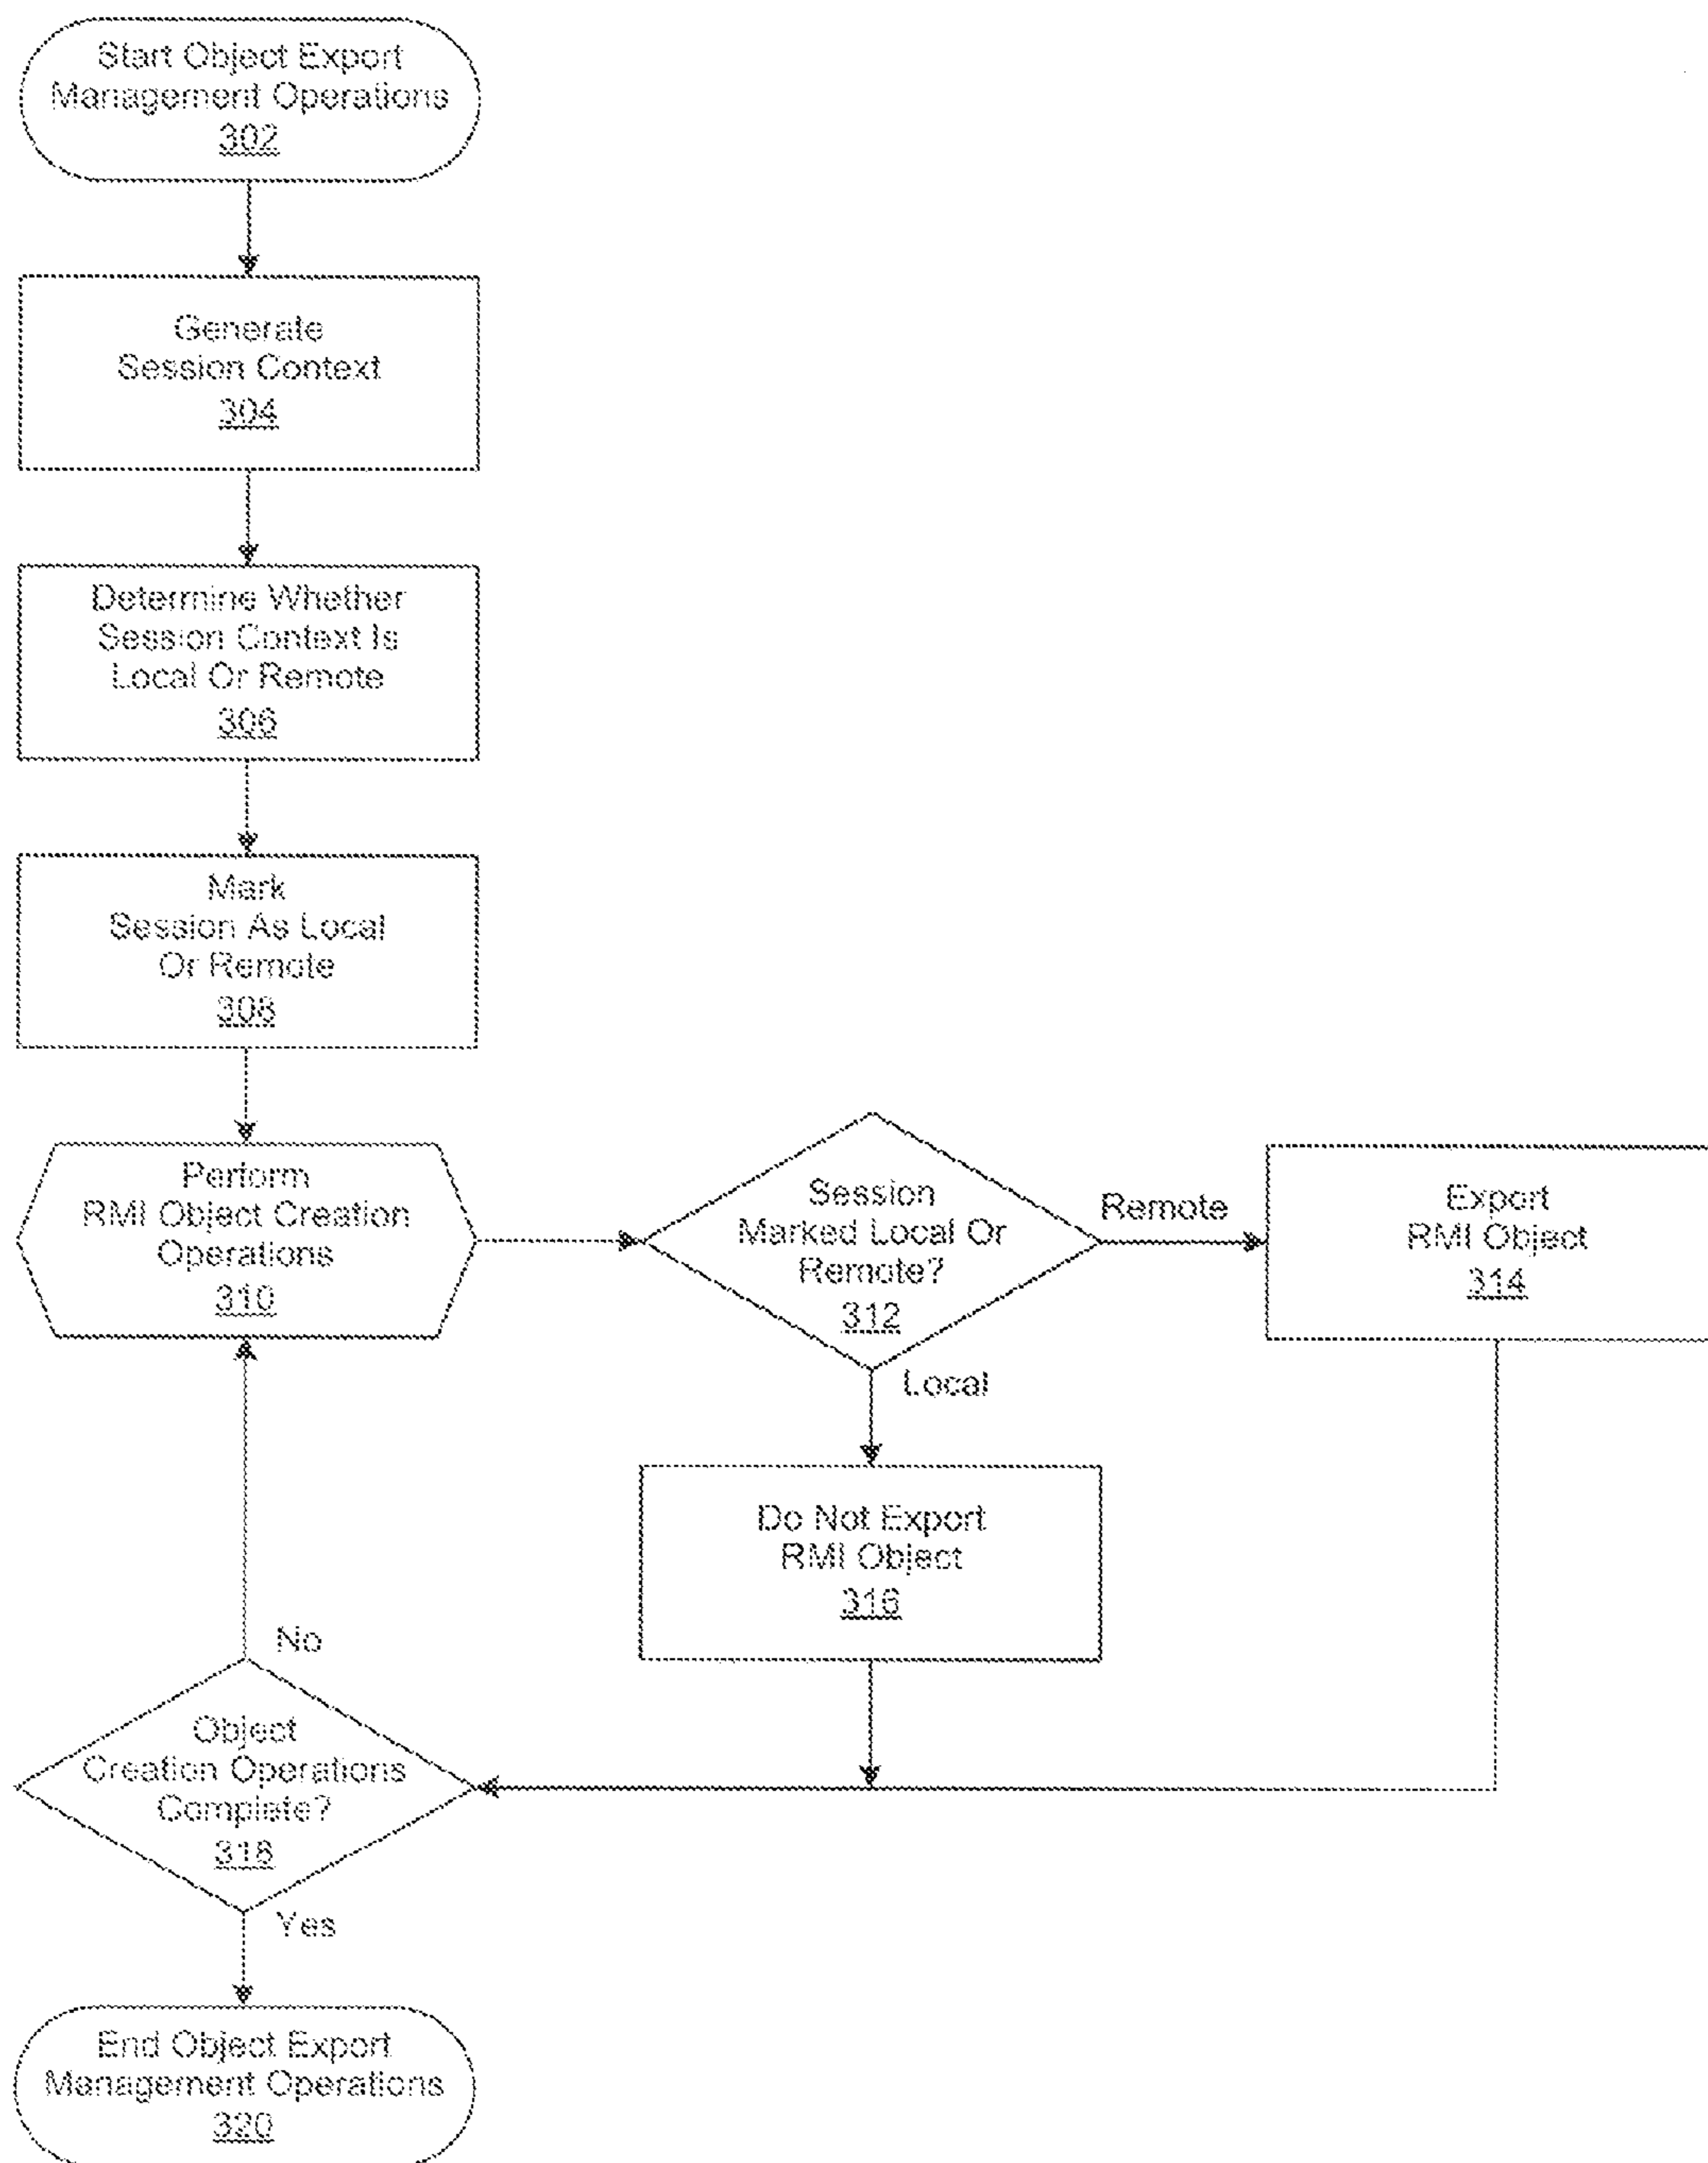 Start Object Export
Management Operations
302
Generate
Session Context
304
Determine Whether
Session Context Is
Local Or Remote
306
Mark
Session As Local
Or Remote
308
Perform
RMI Object Creation
Operations
310
Session
Marked Local Or
Remote?
312
Remote
Export
RMI Object
314
Local
Do Not Export
RMI Object
316
No
Object
Creation Operations
Complete?
318
Yes
End Object Export
Management Operations
320